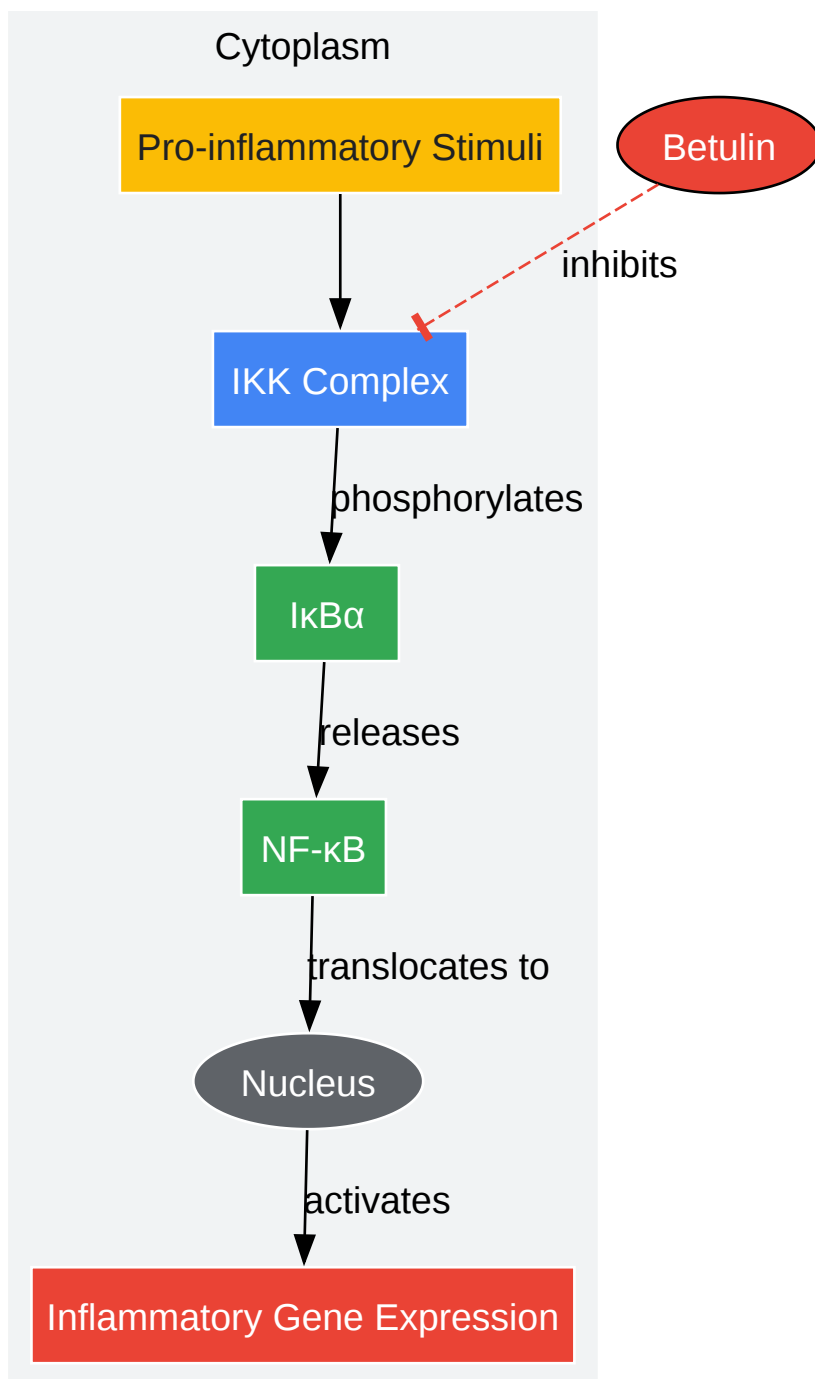 Cytoplasm
Pro-inflammatory Stimuli
Betulin
inhibits
IKK Complex
phosphorylates
IκBα
releases
NF-κB
translocates to
Nucleus
activates
Inflammatory Gene Expression